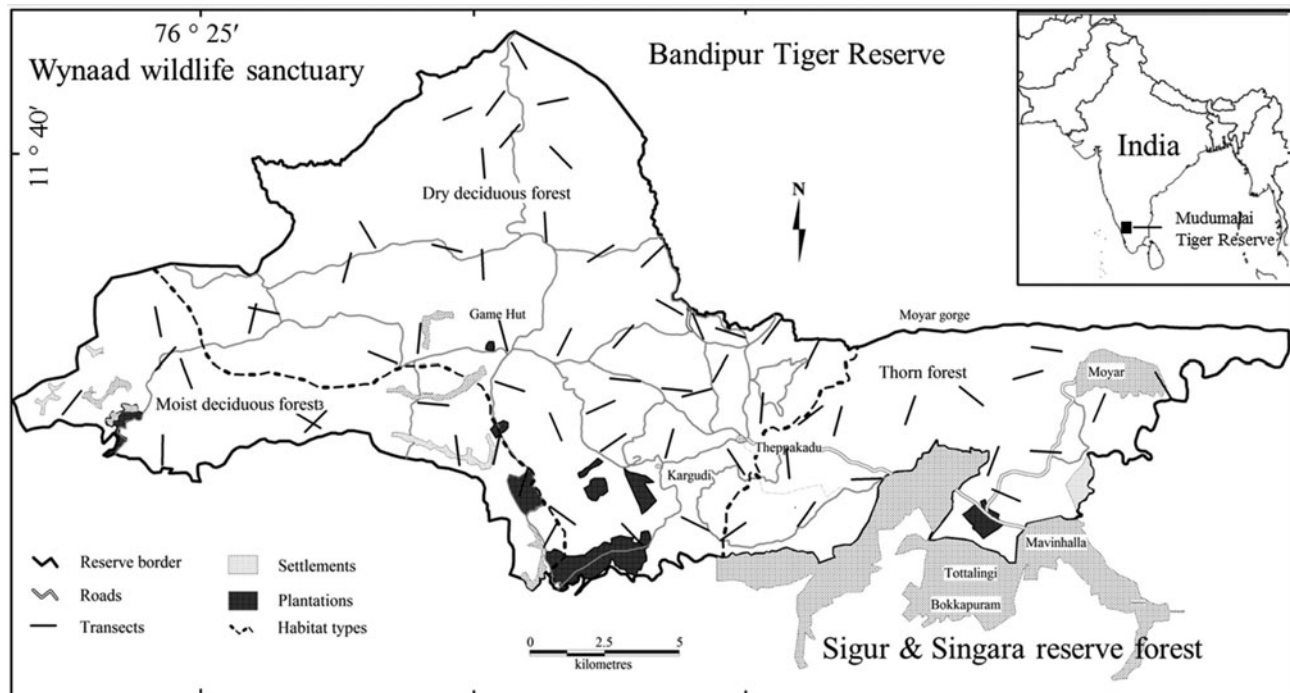 76 ° 25′
Wynaad wildlife sanctuary
Bandipur Tiger Reserve
11 ° 40′
India
Mudumalai
Tiger Reserve
N
Dry deciduous forest
Game Hut
Moyar gorge
Thorn forest
Moyar
Moist deciduous forest3
Theppakadu
Kargudi
Mavinhalla
Tottalingi
Bokkapuram
Sigur & Singara reserve forest
Reserve border
Settlements
Roads
Plantations
Transects
Habitat types
0 2.5 5
kilometres